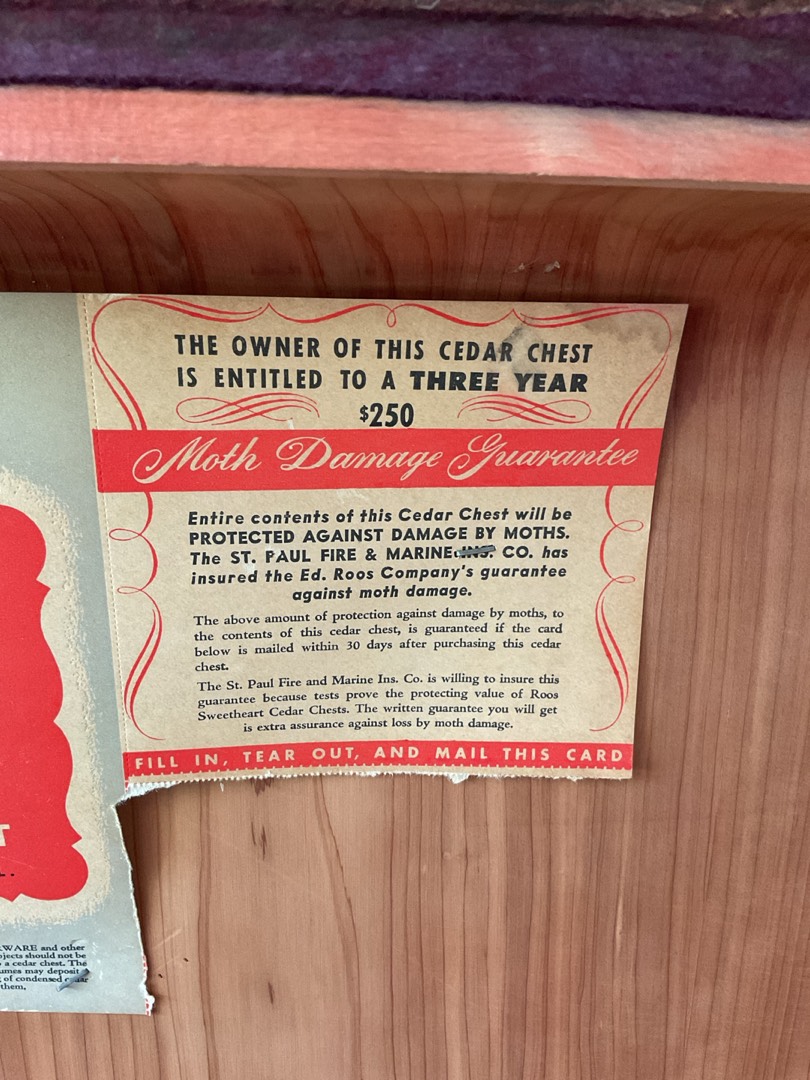 THE OWNER OF THIS CEDAR CHEST
IS ENTITLED TO A THREE YEAR
$250
Moth Damage Guarantee
Entire contents of this Cedar Chest will be
PROTECTED AGAINST DAMAGE BY MOTHS.
The ST. PAUL FIRE & MARINE INS. CO. has
insured the Ed. Roos Company's guarantee
against moth damage.
The above amount of protection against damage by moths, to
the contents of this cedar chest, is guaranteed if the card
below is mailed within 30 days after purchasing this cedar
chest.
The St. Paul Fire and Marine Ins. Co. is willing to insure this
guarantee because tests prove the protecting value of Roos
Sweetheart Cedar Chests. The written guarantee you will get
is extra assurance against loss by moth damage.
FILL IN, TEAR OUT, AND MAIL THIS CARD
T
WARE and other
jects should not be
a cedar chest. The
umes may deposit
of condensed cedar
them,